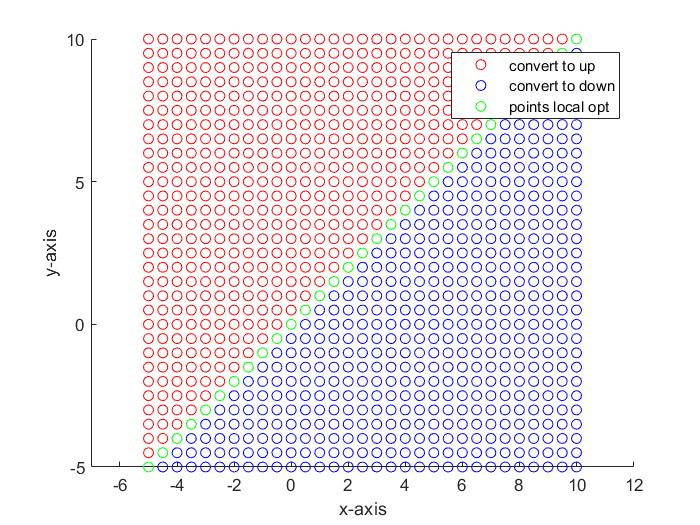 10
5
0
-5
y-axis
convert to up
convert to down
points local opt
-6 -4 -2 0 2 4 6 8 10 12
x-axis